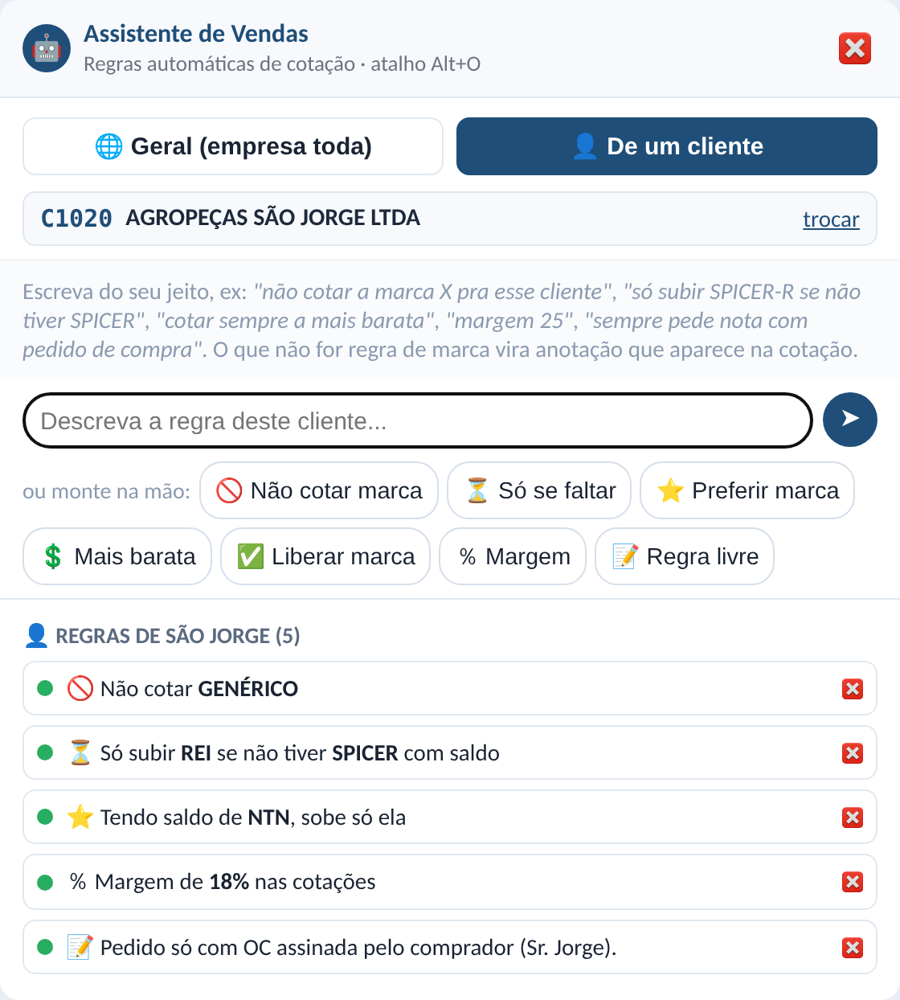 Assistente de Vendas
Regras automáticas de cotação · atalho Alt+O
Geral (empresa toda)
De um cliente
C1020 AGROPEÇAS SÃO JORGE LTDA
trocar
Escreva do seu jeito, ex: "não cotar a marca X pra esse cliente", "só subir SPICER-R se não
tiver SPICER", "cotar sempre a mais barata", "margem 25", "sempre pede nota com
pedido de compra". O que não for regra de marca vira anotação que aparece na cotação.
Descreva a regra deste cliente...
ou monte na mão: Não cotar marca Só se faltar Preferir marca
Mais barata Liberar marca % Margem Regra livre
REGRAS DE SÃO JORGE (5)
Não cotar GENÉRICO
Só subir REI se não tiver SPICER com saldo
Tendo saldo de NTN, sobe só ela
% Margem de 18% nas cotações
Pedido só com OC assinada pelo comprador (Sr. Jorge).